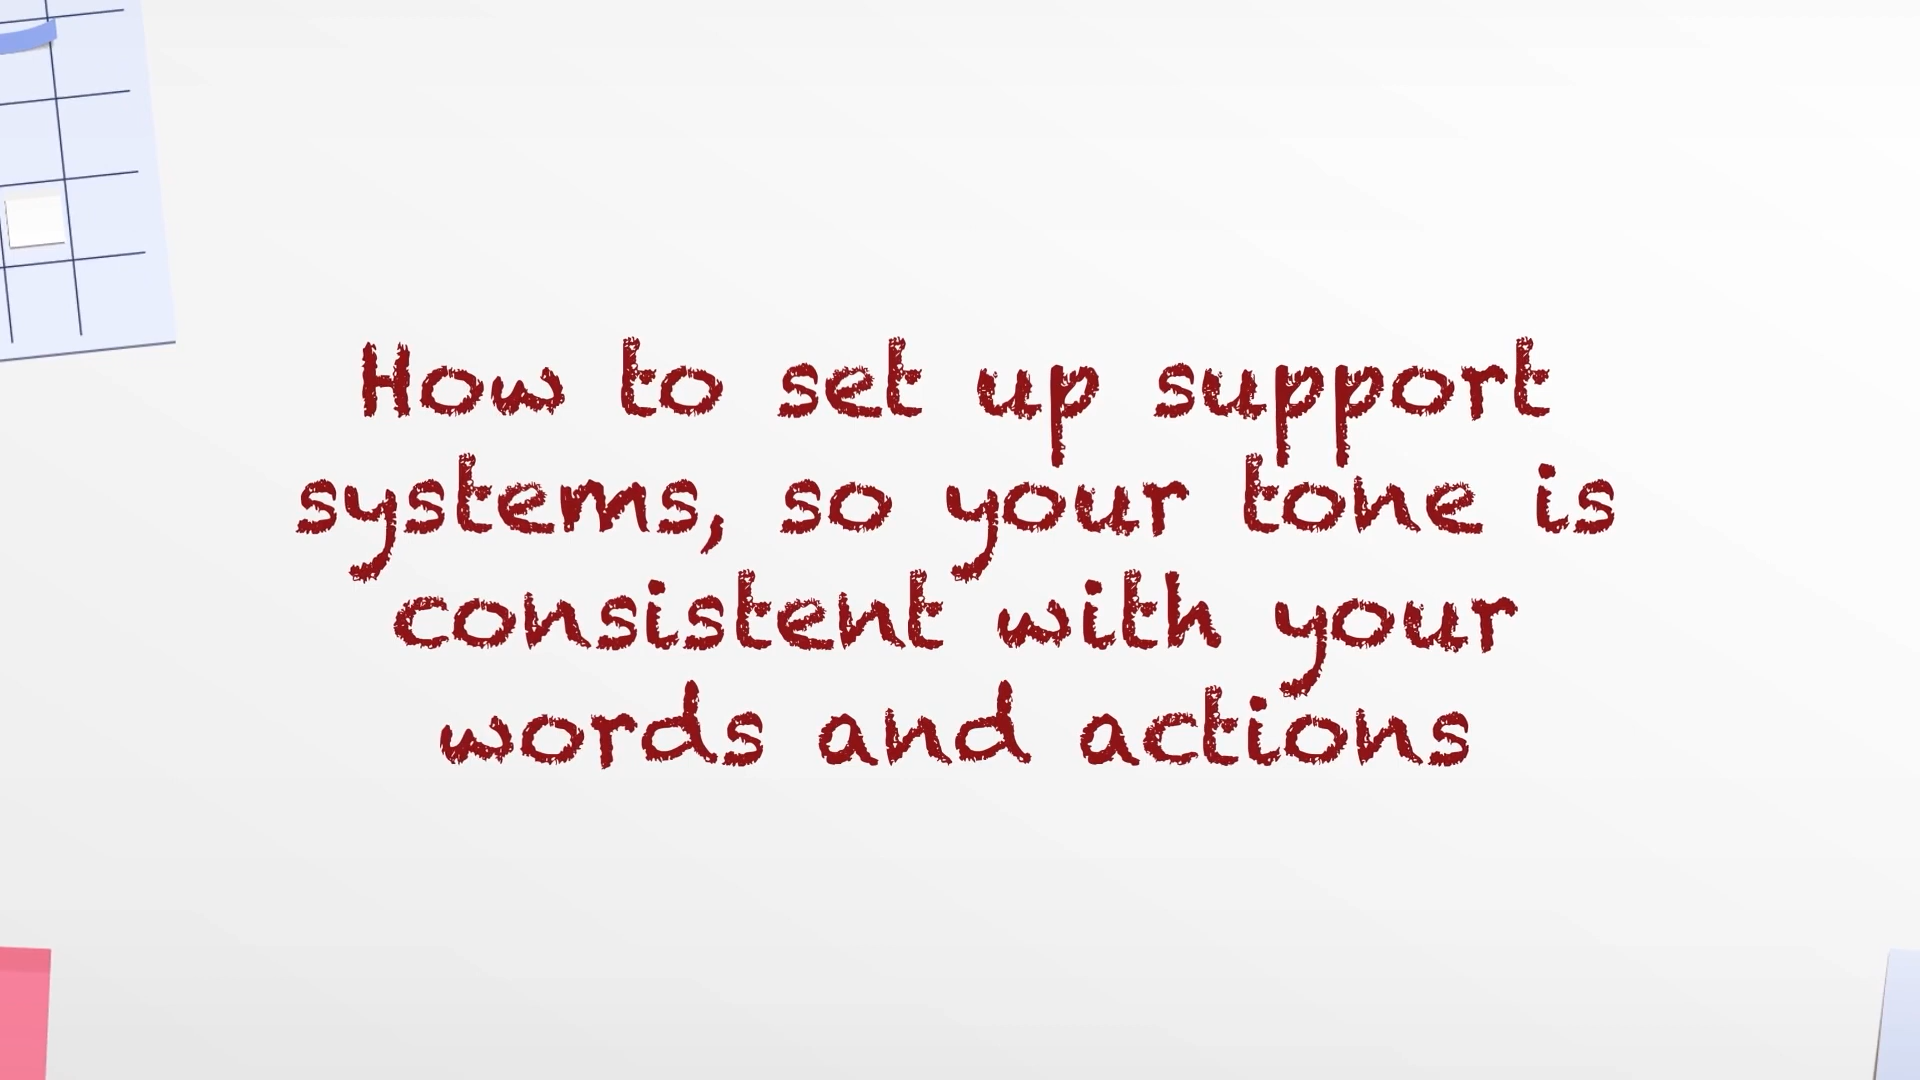 How to set up support
systems, so your tone is
consistent with your
words and actions